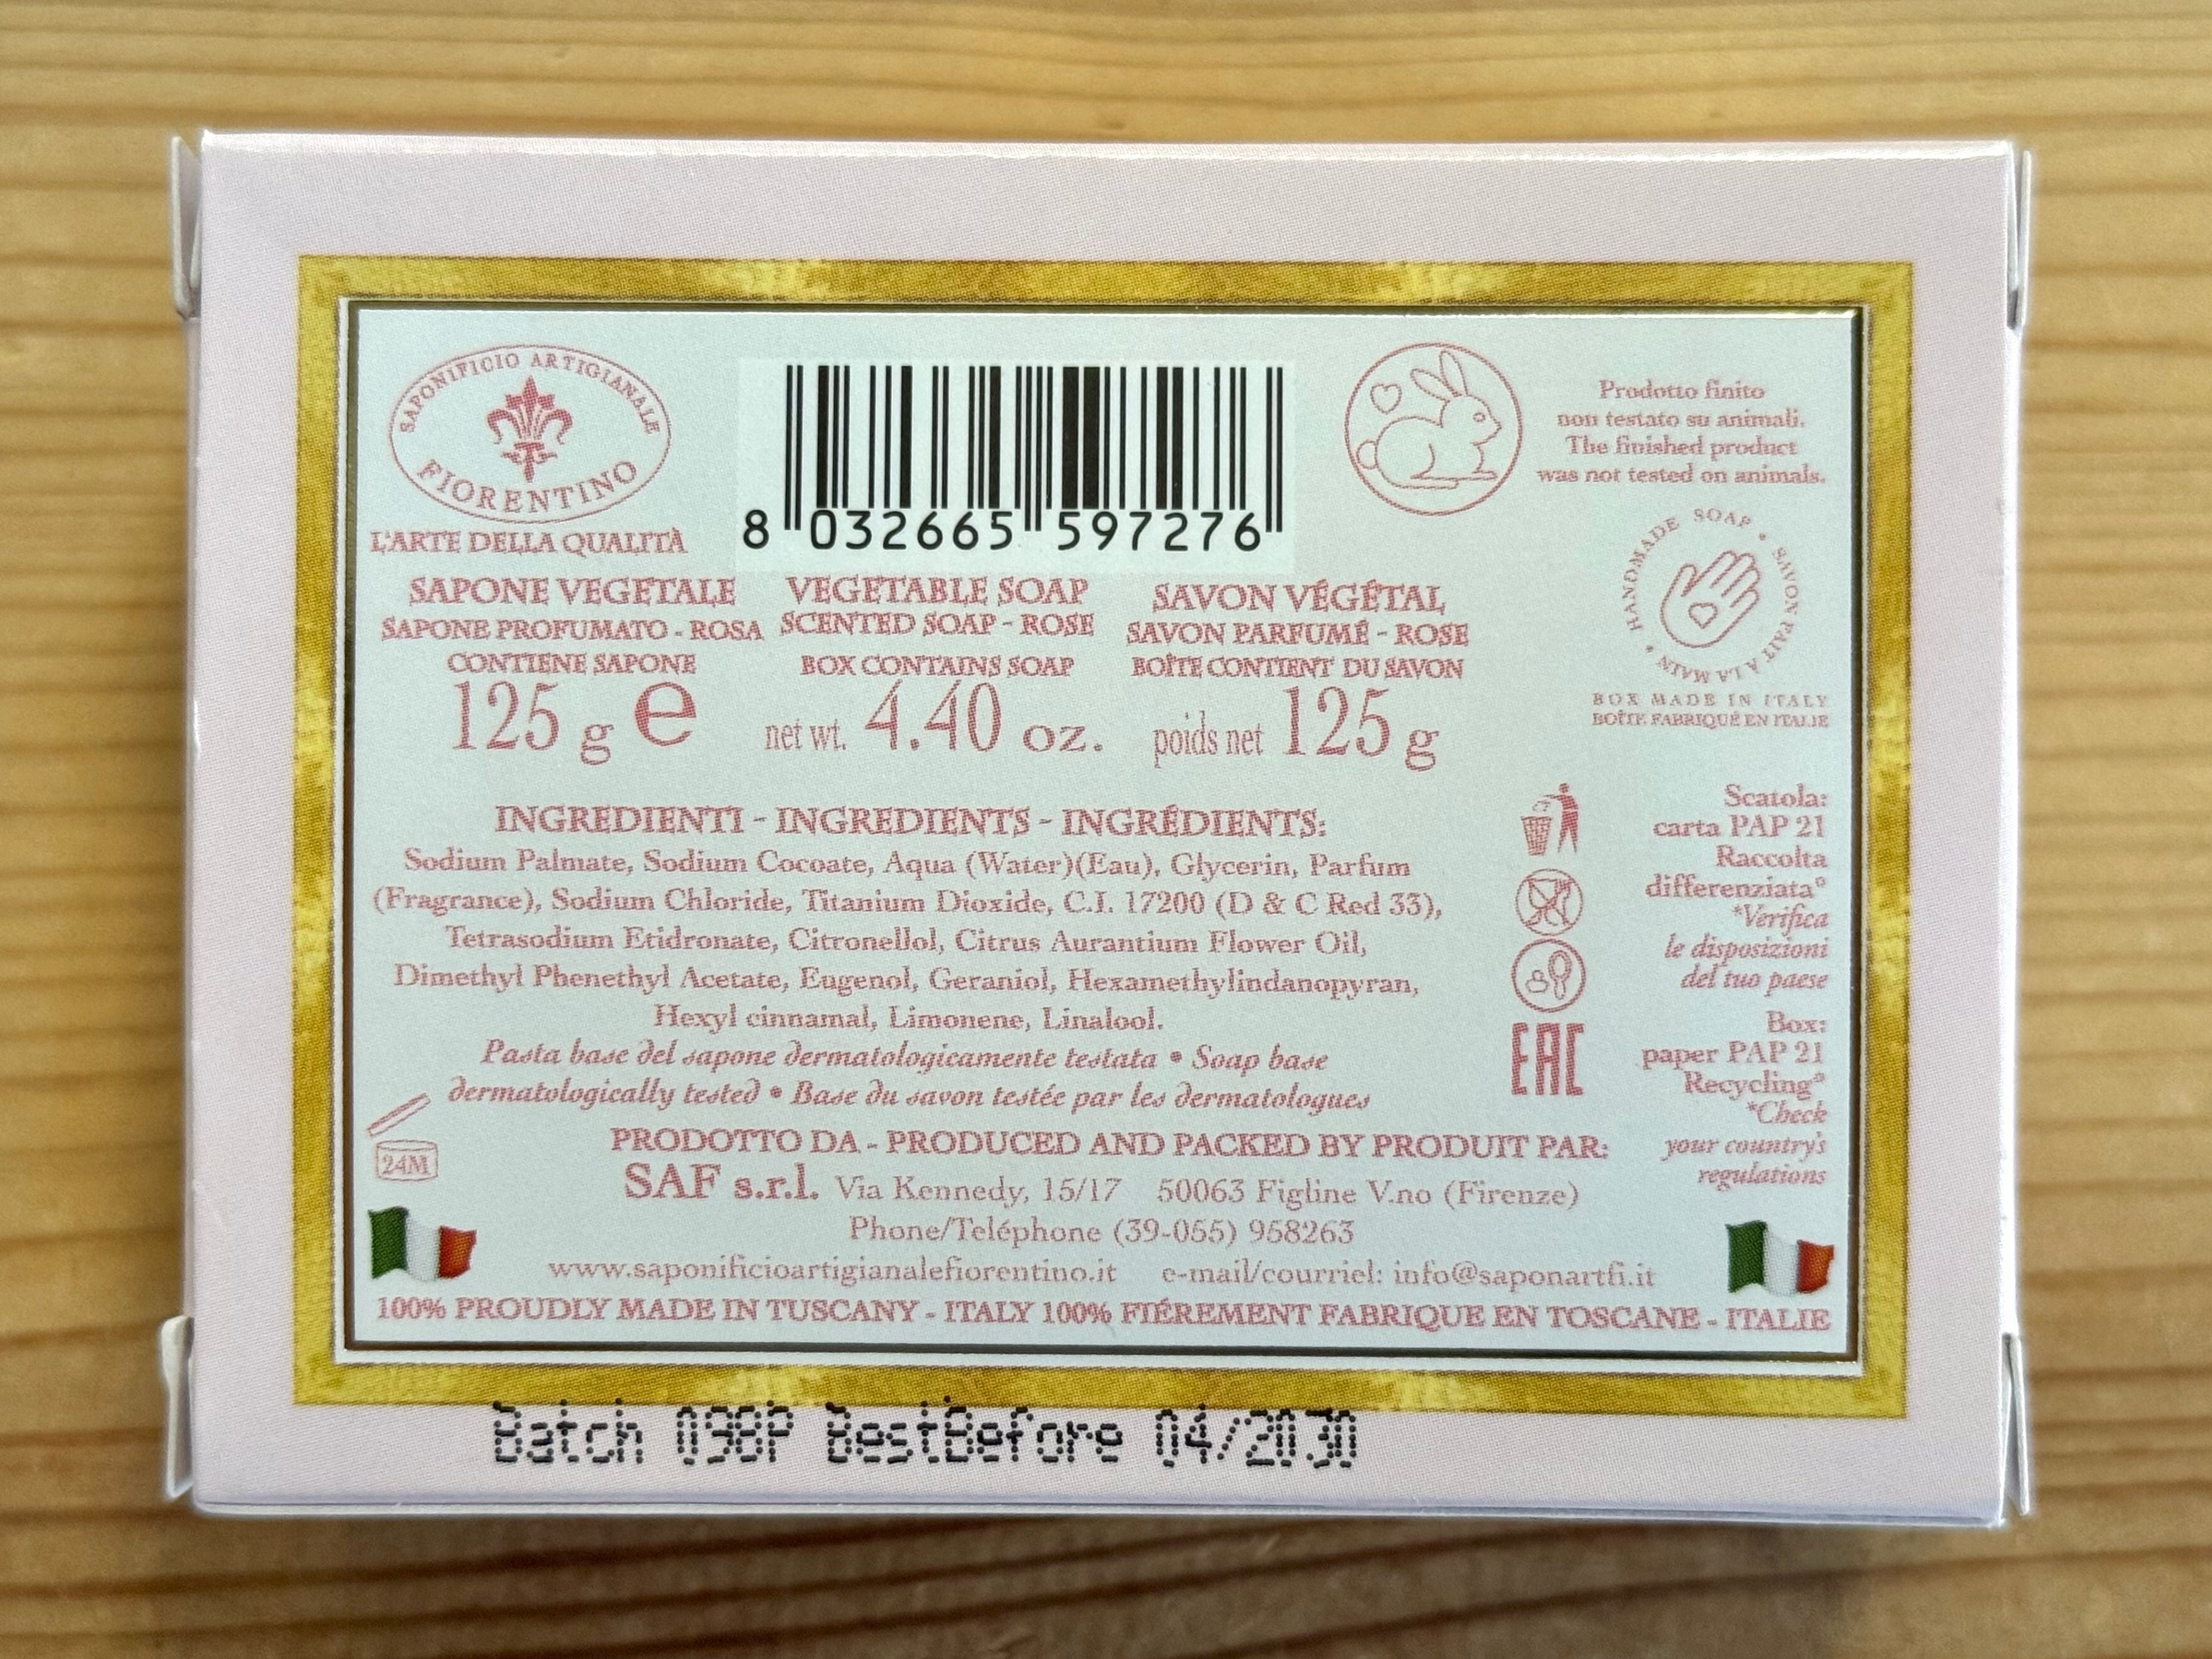 SAPONIFICIO ARTIGIANALE
FIORENTINO
L'ARTE DELLA QUALITÀ
8 032665 597276
Prodotto finito
non testato su animali.
The finished product
was not tested on animals.
HANDMADE SOAP • SAVON FAIT A LA MAIN •
BOX MADE IN ITALY
BOÎTE FABRIQUÉ EN ITALIE
SAPONE VEGETALE
SAPONE PROFUMATO - ROSA
CONTIENE SAPONE
125 g e
VEGETABLE SOAP
SCENTED SOAP - ROSE
BOX CONTAINS SOAP
net wt. 4.40 oz.
SAVON VÉGÉTAL
SAVON PARFUMÉ - ROSE
BOÎTE CONTIENT DU SAVON
poids net 125 g
INGREDIENTI - INGREDIENTS - INGRÉDIENTS:
Sodium Palmate, Sodium Cocoate, Aqua (Water)(Eau), Glycerin, Parfum
(Fragrance), Sodium Chloride, Titanium Dioxide, C.I. 17200 (D & C Red 33),
Tetrasodium Etidronate, Citronellol, Citrus Aurantium Flower Oil,
Dimethyl Phenethyl Acetate, Eugenol, Geraniol, Hexamethylindanopyran,
Hexyl cinnamal, Limonene, Linalool.
Pasta base del sapone dermatologicamente testata • Soap base
dermatologically tested • Base du savon testée par les dermatologues
24M
EAC
Scatola:
carta PAP 21
Raccolta
differenziata*
*Verifica
le disposizioni
del tuo paese
Box:
paper PAP 21
Recycling*
*Check
your country's
regulations
PRODOTTO DA - PRODUCED AND PACKED BY PRODUIT PAR:
SAF s.r.l. Via Kennedy, 15/17 50063 Figline V.no (Firenze)
Phone/Teléphone (39-055) 958263
www.saponificioartigianalefiorentino.it e-mail/courriel: info@saponartfi.it
100% PROUDLY MADE IN TUSCANY - ITALY 100% FIÉREMENT FABRIQUE EN TOSCANE - ITALIE
Batch 098P BestBefore 04/2030